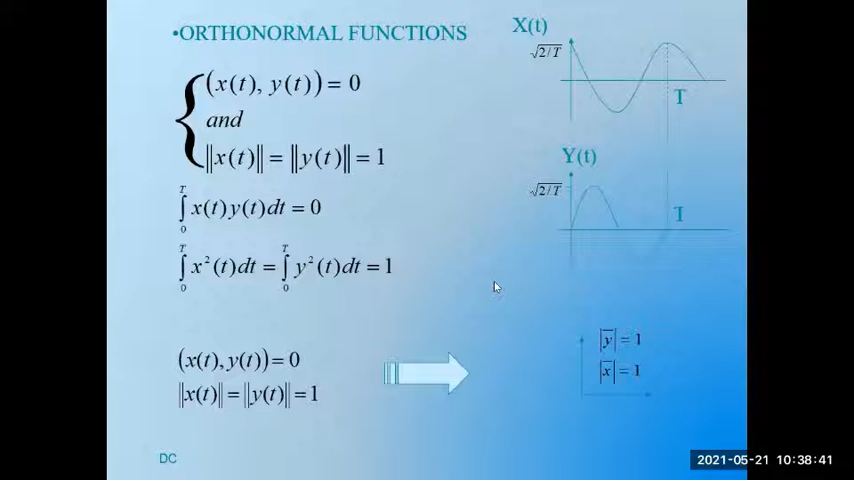 •ORTHONORMAL FUNCTIONS
(x(t), y(t)) = 0
and
‖x(t)‖ = ‖y(t)‖ = 1
∫₀ᵀ x(t)y(t)dt = 0
∫₀ᵀ x²(t)dt = ∫₀ᵀ y²(t)dt = 1
(x(t), y(t)) = 0
‖x(t)‖ = ‖y(t)‖ = 1
X(t)
√2/T
T
Y(t)
√2/T
T
|y̅| = 1
|x̅| = 1
DC
2021-05-21 10:38:41